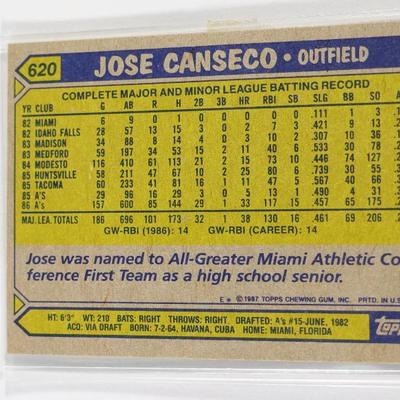 620 JOSE CANSECO • OUTFIELD
COMPLETE MAJOR AND MINOR LEAGUE BATTING RECORD
YR CLUB G AB R H 2B 3B HR RBI SB SLG BB SO
82 MIAMI 6 9 0 1 0 0 0 0 0 .111 1 3
82 IDAHO FALLS 28 57 13 15 3 0 2 7 3 .421 9 13
83 MADISON 34 88 8 14 4 0 3 10 2 .307 10 36
83 MEDFORD 59 197 34 53 15 2 11 40 6 .533 30
84 MODESTO 116 410 61 113 21 2 15 73 10 .446 74 127
85 HUNTSVILLE 58 211 47 67 10 2 25 80 6 .739 30 55
85 TACOMA 60 233 41 81 16 1 11 47 5 .567 40 66
85 A's 29 96 16 29 3 0 5 13 1 .490 4 31
86 A's 157 600 85 144 29 1 33 117 15 .457 65 175
MAJ. LEA. TOTALS 186 696 101 173 32 1 38 130 16 .461 69 206
GW-RBI (1986): 14 GW-RBI (CAREER): 14
Jose was named to All-Greater Miami Athletic Co
ference First Team as a high school senior.
E * © 1987 TOPPS CHEWING GUM, INC. PRTD. IN U.S
HT: 6'3" WT: 210 BATS: RIGHT THROWS: RIGHT DRAFTED: A's #15-JUNE, 1982
ACQ: VIA DRAFT BORN: 7-2-64, HAVANA, CUBA HOME: MIAMI, FLORIDA
Topps